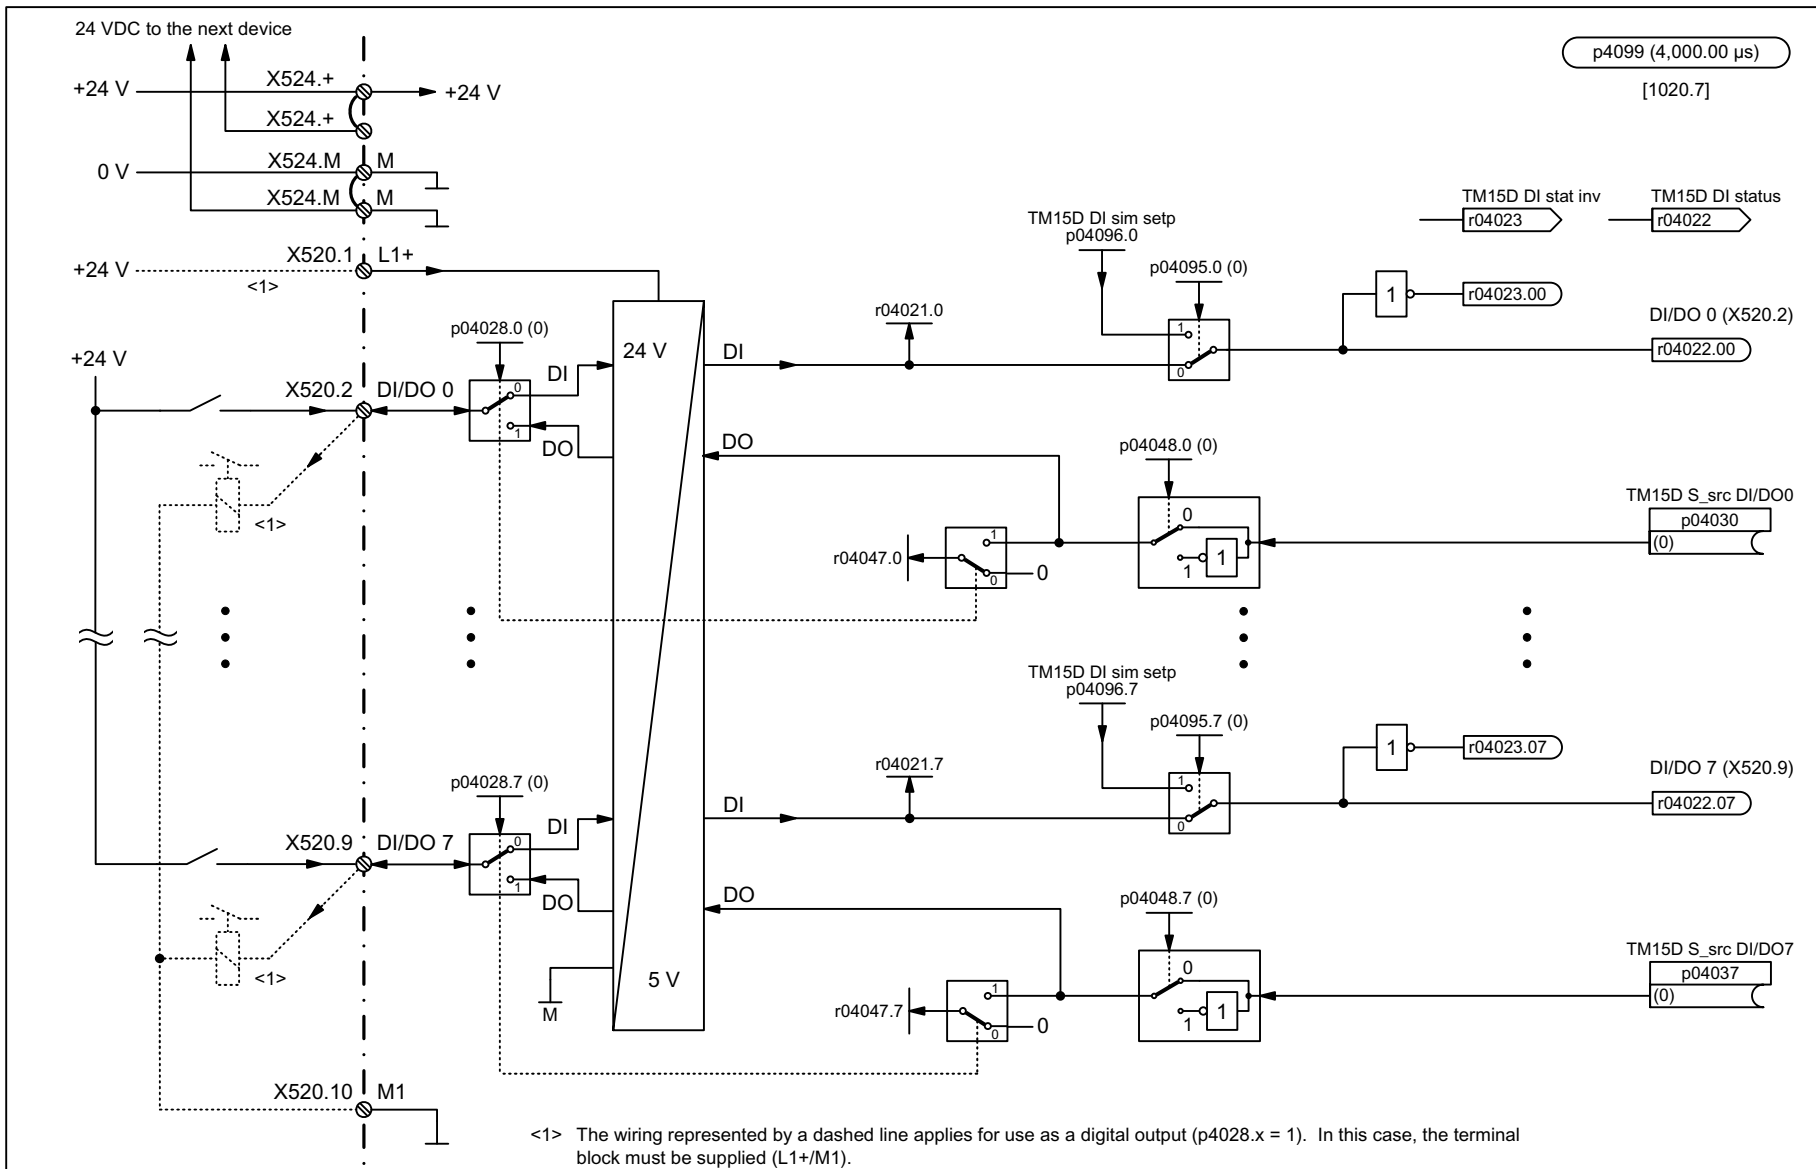 24 VDC to the next device
p4099 (4,000.00 µs)
[1020.7]
+24 V
X524.+
+24 V
X524.+
0 V
X524.M
M
X524.M
M
TM15D DI stat inv
r04023
TM15D DI status
r04022
TM15D DI sim setp
p04096.0
+24 V
X520.1
L1+
<1>
p04095.0 (0)
1
r04023.00
r04021.0
DI/DO 0 (X520.2)
p04028.0 (0)
24 V
1
0
r04022.00
+24 V
DI
DI
X520.2
DI/DO 0
0
1
DO
DO
p04048.0 (0)
TM15D S_src DI/DO0
p04030
(0)
<1>
0
1
1
r04047.0
1
0
0
TM15D DI sim setp
p04096.7
p04095.7 (0)
1
r04023.07
r04021.7
DI/DO 7 (X520.9)
p04028.7 (0)
1
0
r04022.07
DI
DI
X520.9
DI/DO 7
0
1
DO
DO
p04048.7 (0)
TM15D S_src DI/DO7
p04037
(0)
<1>
5 V
M
0
1
1
r04047.7
1
0
0
X520.10
M1
<1> The wiring represented by a dashed line applies for use as a digital output (p4028.x = 1). In this case, the terminal
block must be supplied (L1+/M1).